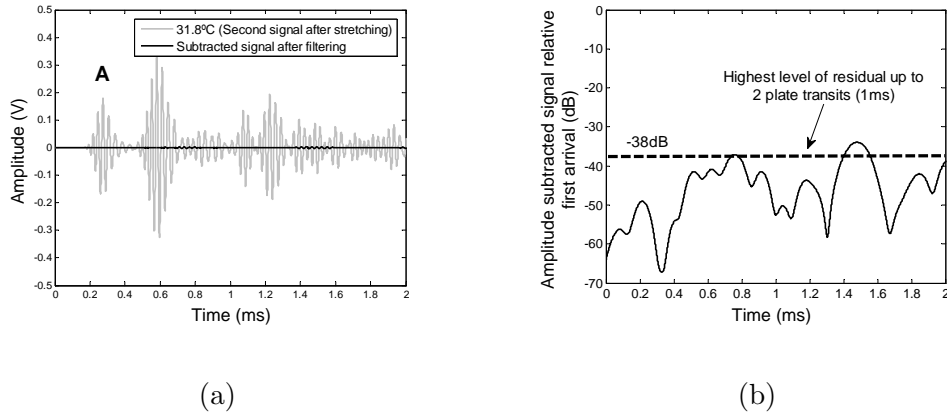 0.5
0.4
0.3
0.2
0.1
0
-0.1
-0.2
-0.3
-0.4
-0.5
Amplitude (V)
31.8ºC (Second signal after stretching)
Subtracted signal after filtering
A
0 0.2 0.4 0.6 0.8 1 1.2 1.4 1.6 1.8 2
Time (ms)
(a)
0
-10
-20
-30
-40
-50
-60
-70
Amplitude subtracted signal relative
first arrival (dB)
Highest level of residual up to
2 plate transits (1ms)
-38dB
0 0.2 0.4 0.6 0.8 1 1.2 1.4 1.6 1.8 2
Time (ms)
(b)